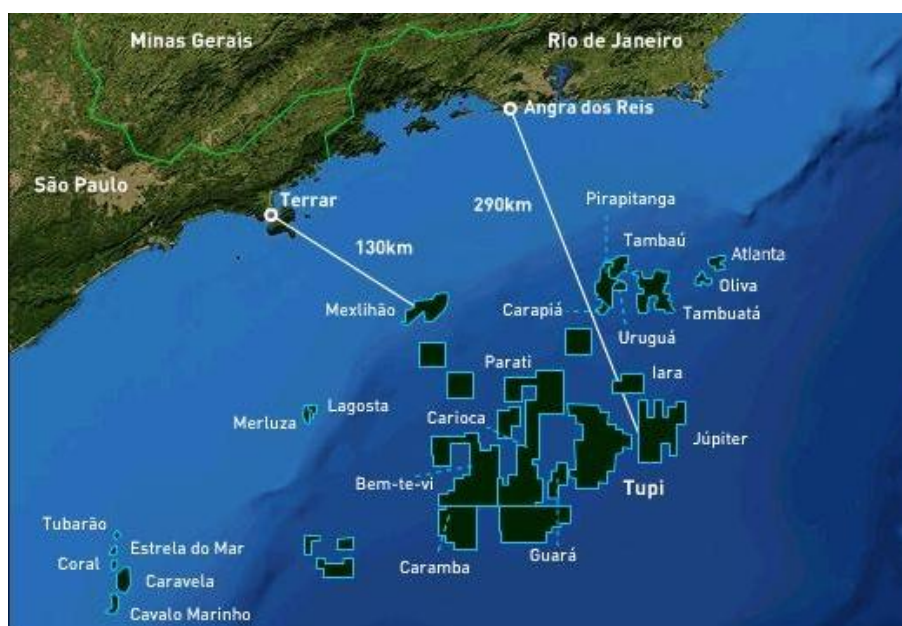 Minas Gerais
Rio de Janeiro
Angra dos Reis
São Paulo
Terrar
290km
Pirapitanga
130km
Tambaú
Atlanta
Oliva
Mexlihão
Carapiá
Tambuatá
Uruguá
Parati
Iara
Lagosta
Merluza
Carioca
Júpiter
Bem-te-vi
Tupi
Tubarão
Estrela do Mar
Coral
Caramba
Guará
Caravela
Cavalo Marinho